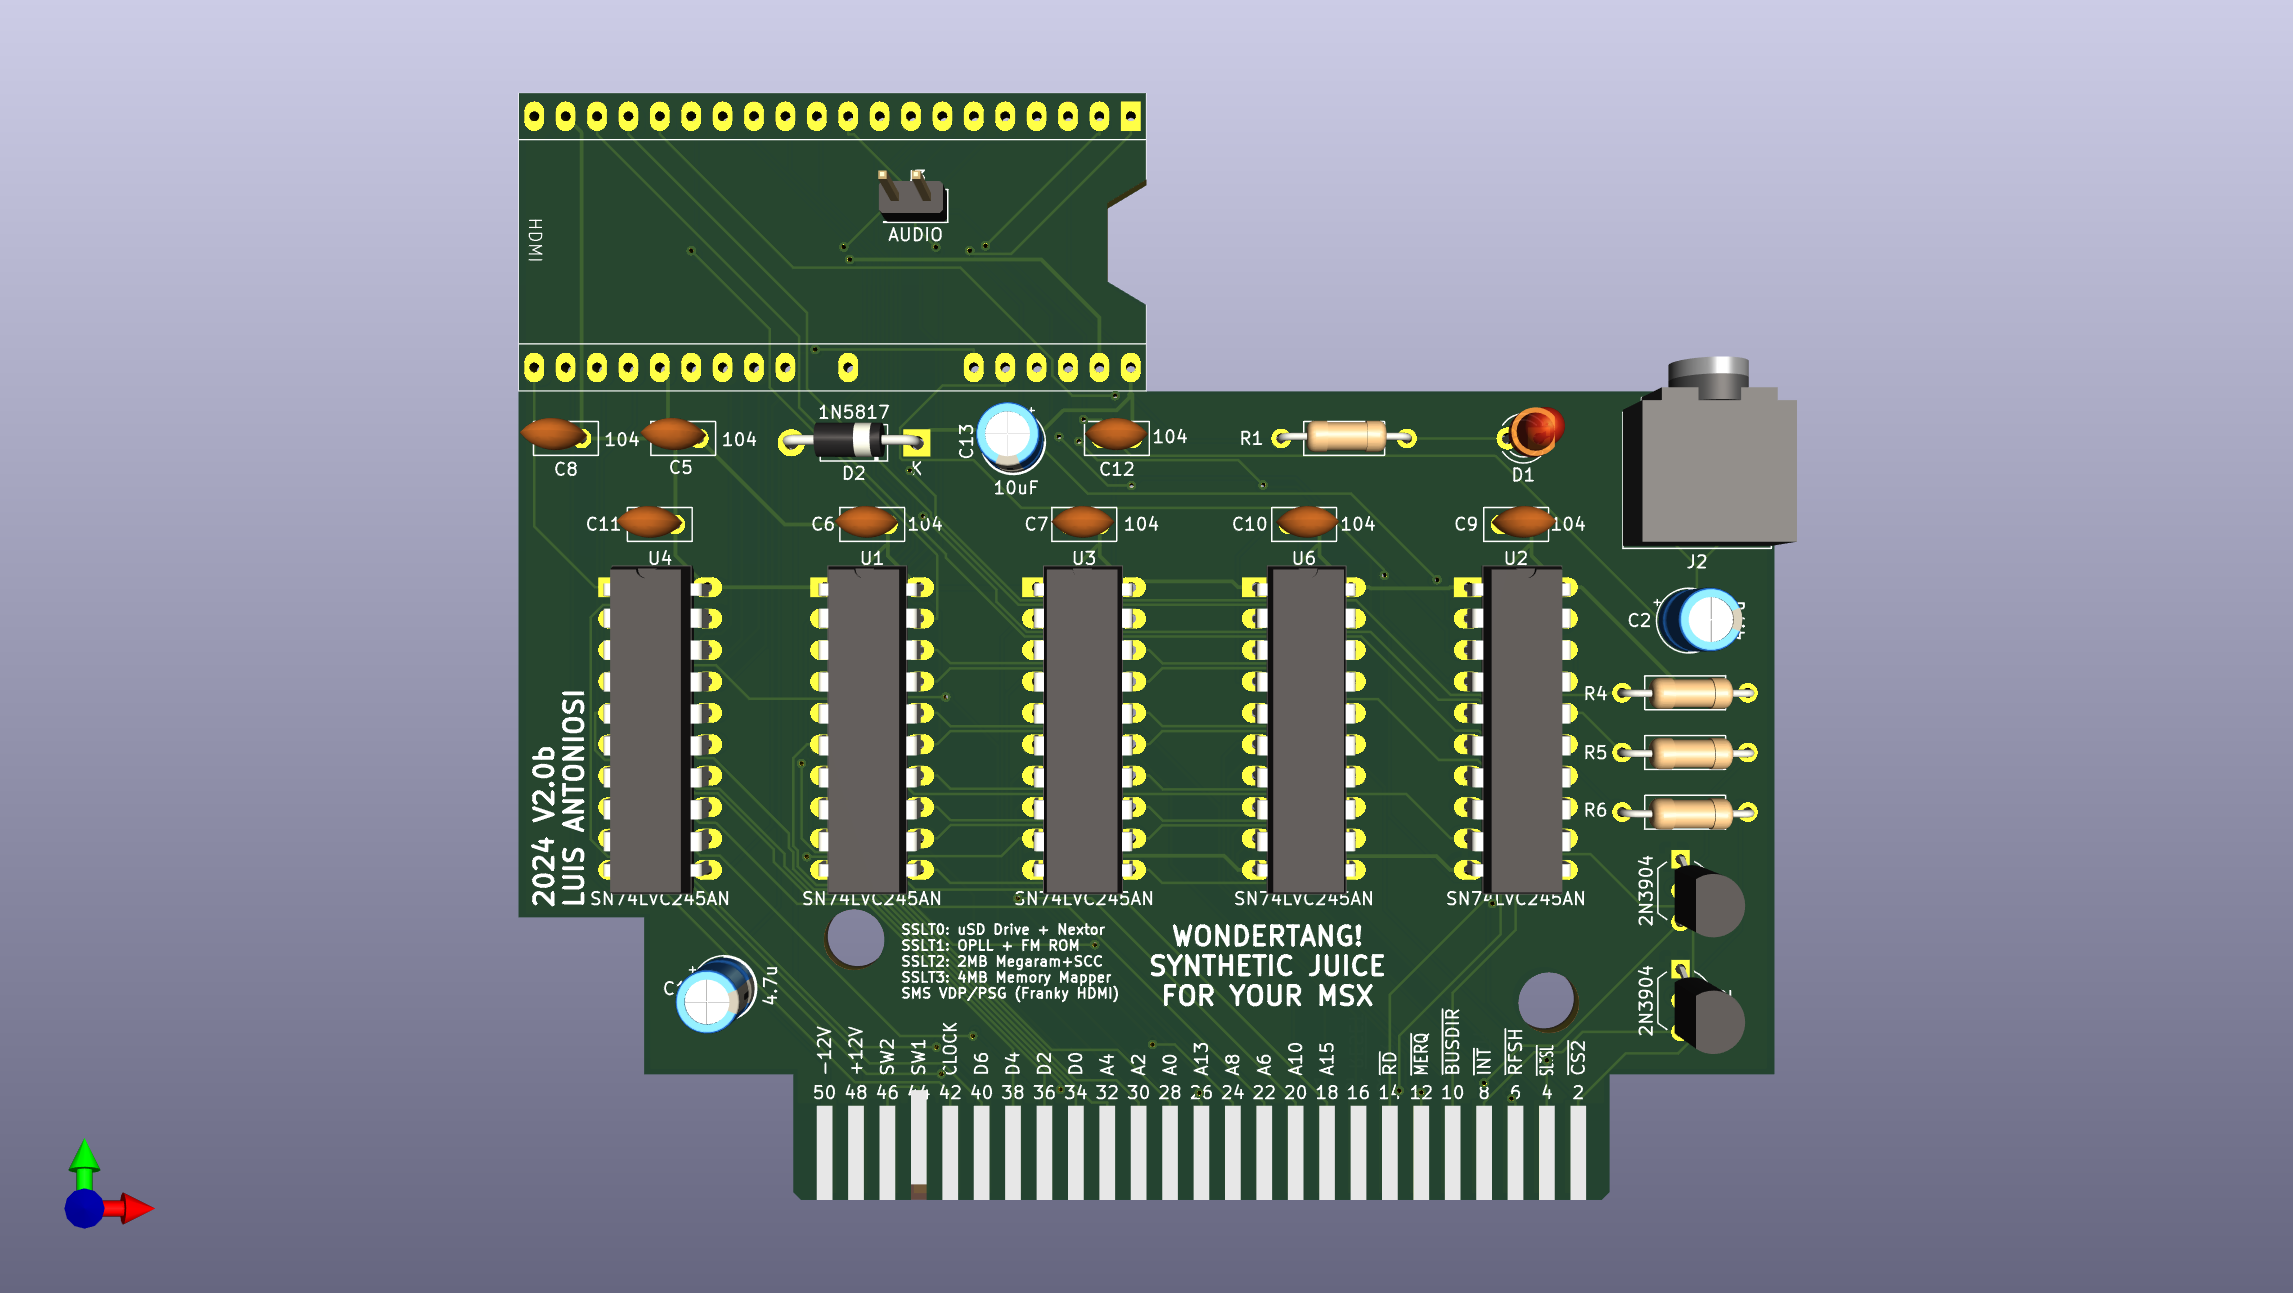 HDMI
AUDIO
1N5817
104
104
C13
104
R1
C8
C5
D2
K
C12
D1
10uF
C11
C6
104
C7
104
C10
104
C9
104
U4
U1
U3
U6
U2
J2
C2
R4
R5
R6
2024 V2.0b
LUIS ANTONIOSI
SN74LVC245AN
SN74LVC245AN
SN74LVC245AN
SN74LVC245AN
SN74LVC245AN
2N3904
2N3904
SSLT0: uSD Drive + Nextor
SSLT1: OPLL + FM ROM
SSLT2: 2MB Megaram+SCC
SSLT3: 4MB Memory Mapper
SMS VDP/PSG (Franky HDMI)
WONDERTANG!
SYNTHETIC JUICE
FOR YOUR MSX
4.7u
-12V +12V SW2 SW1 CLOCK D6 D4 D2 D0 A4 A2 A0 A13 A8 A6 A10 A15 RD MERQ BUSDIR INT RFSH SLSL CS2
50 48 46 44 42 40 38 36 34 32 30 28 26 24 22 20 18 16 14 12 10 8 6 4 2